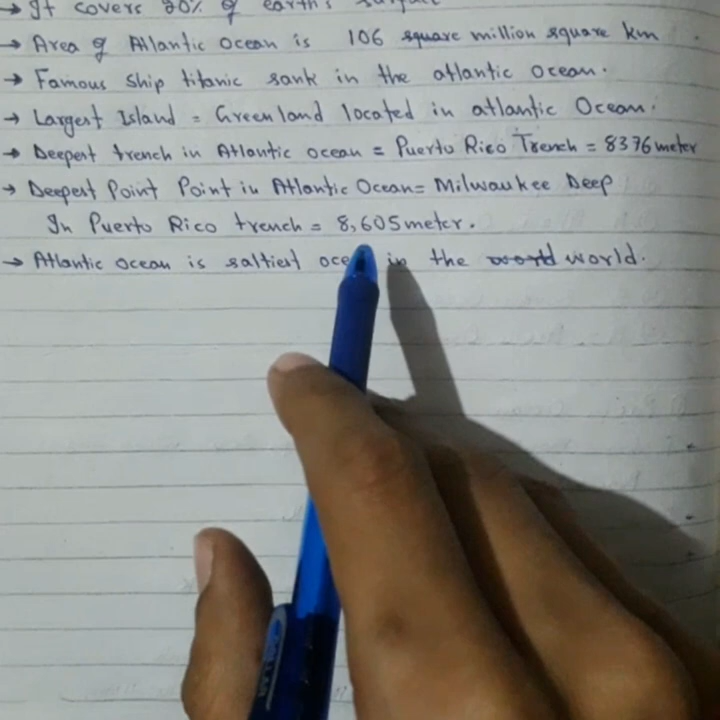 → It covers 20% of earth's surface
→ Area of Atlantic Ocean is 106 square million square km
→ Famous ship titanic sank in the atlantic Ocean.
→ Largest Island = Greenland located in atlantic Ocean.
→ Deepest trench in Atlantic ocean = Puerto Rico Trench = 8376 meter
→ Deepest Point Point in Atlantic Ocean = Milwaukee Deep
In Puerto Rico trench = 8,605 meter.
→ Atlantic ocean is saltiest oce in the world world.
CELLO